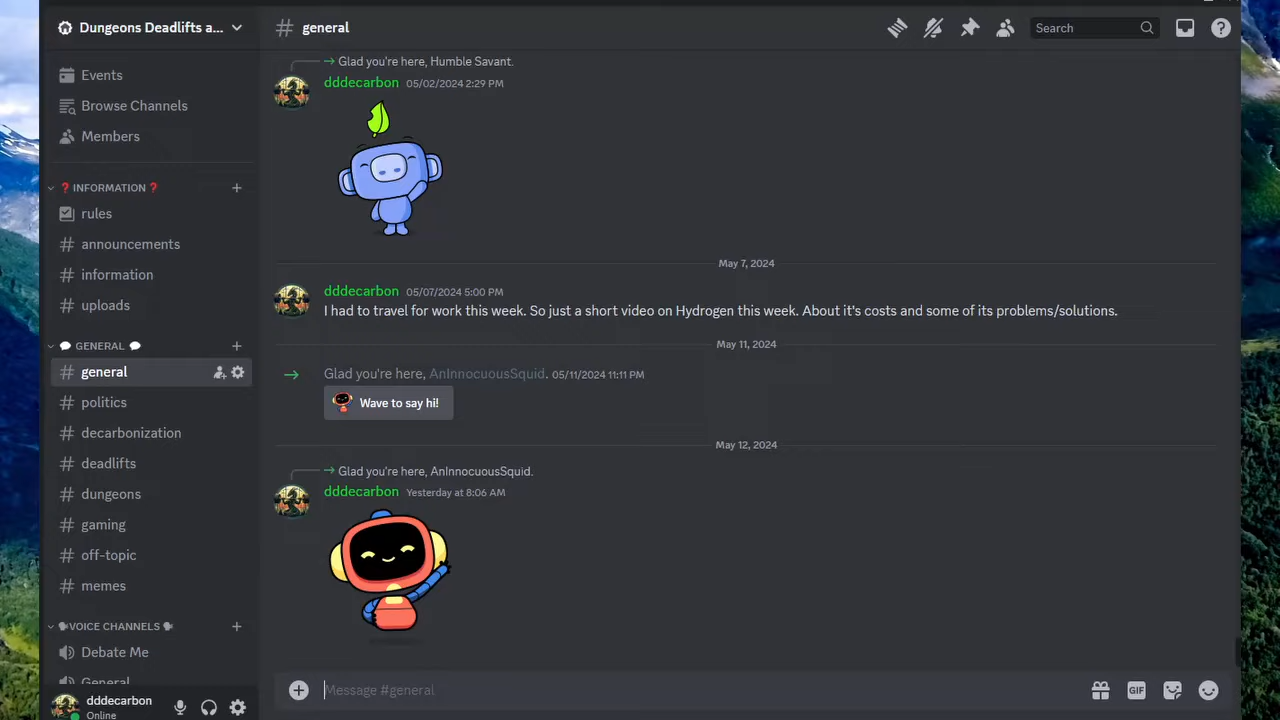 Dungeons Deadlifts a...
Events
Browse Channels
Members
❓ INFORMATION ❓
rules
announcements
information
uploads
💬 GENERAL 💬
general
politics
decarbonization
deadlifts
dungeons
gaming
off-topic
memes
🗣VOICE CHANNELS 🗣
Debate Me
General
dddecarbon
Online
# general
Search
Glad you're here, Humble Savant.
dddecarbon 05/02/2024 2:29 PM
May 7, 2024
dddecarbon 05/07/2024 5:00 PM
I had to travel for work this week. So just a short video on Hydrogen this week. About it's costs and some of its problems/solutions.
May 11, 2024
Glad you're here, AnInnocuousSquid. 05/11/2024 11:11 PM
Wave to say hi!
May 12, 2024
Glad you're here, AnInnocuousSquid.
dddecarbon Yesterday at 8:06 AM
Message #general
GIF